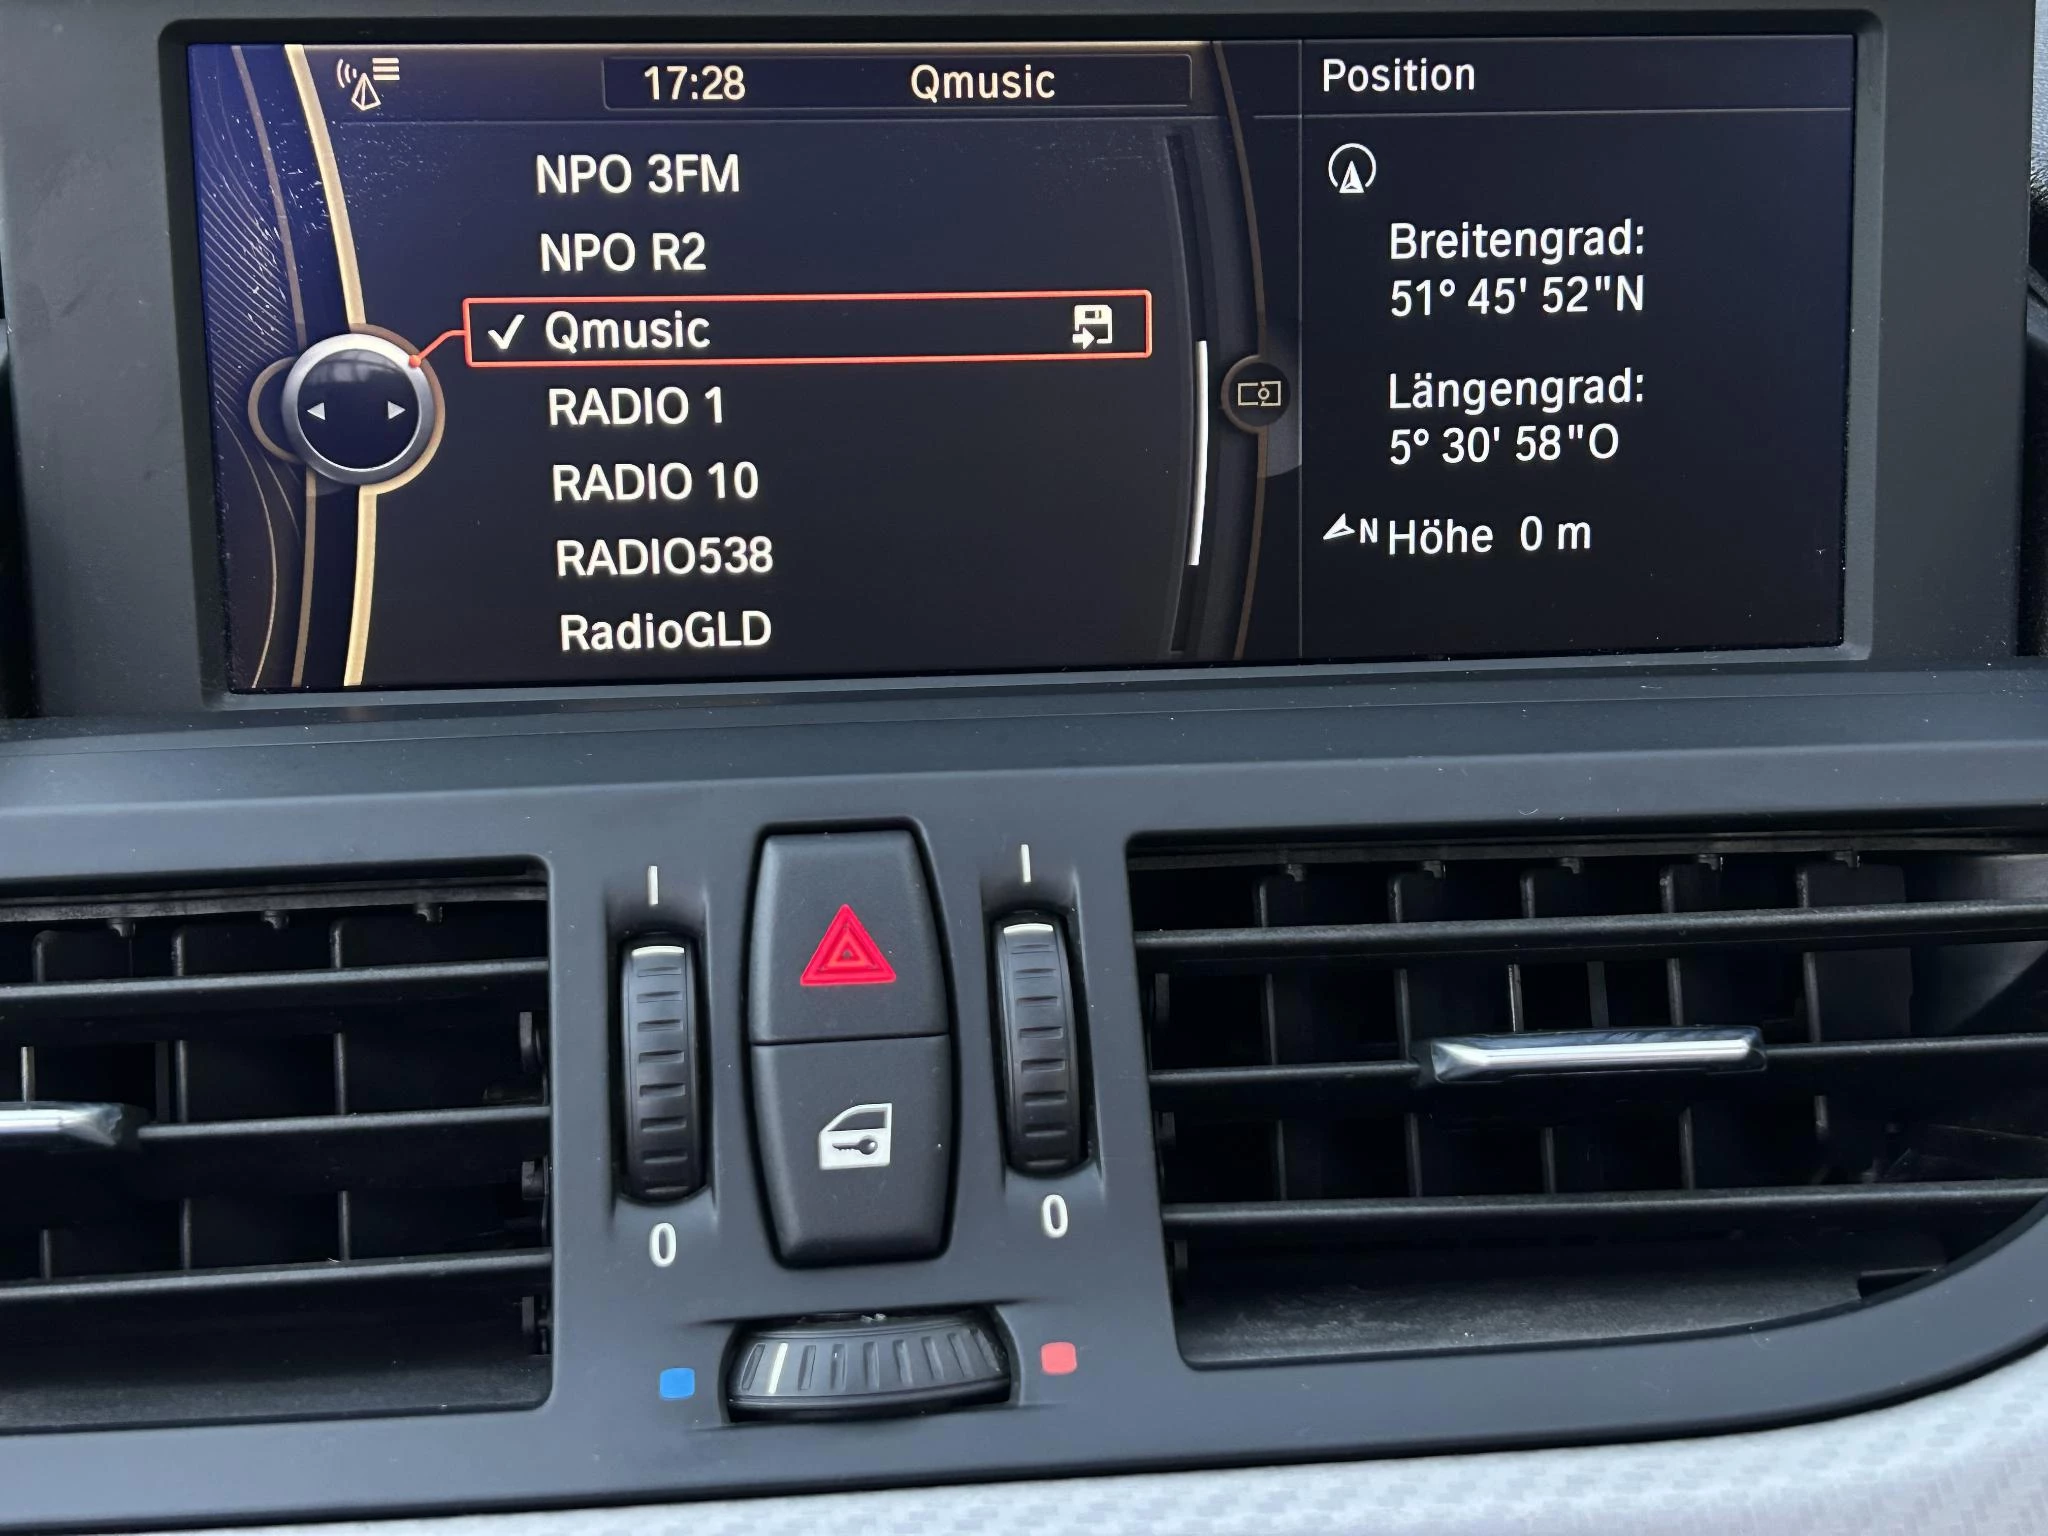 17:28 Qmusic
NPO 3FM
NPO R2
Qmusic
RADIO 1
RADIO 10
RADIO538
RadioGLD
Position
Breitengrad:
51° 45' 52"N
Längengrad:
5° 30' 58"O
N Höhe 0 m
0
0